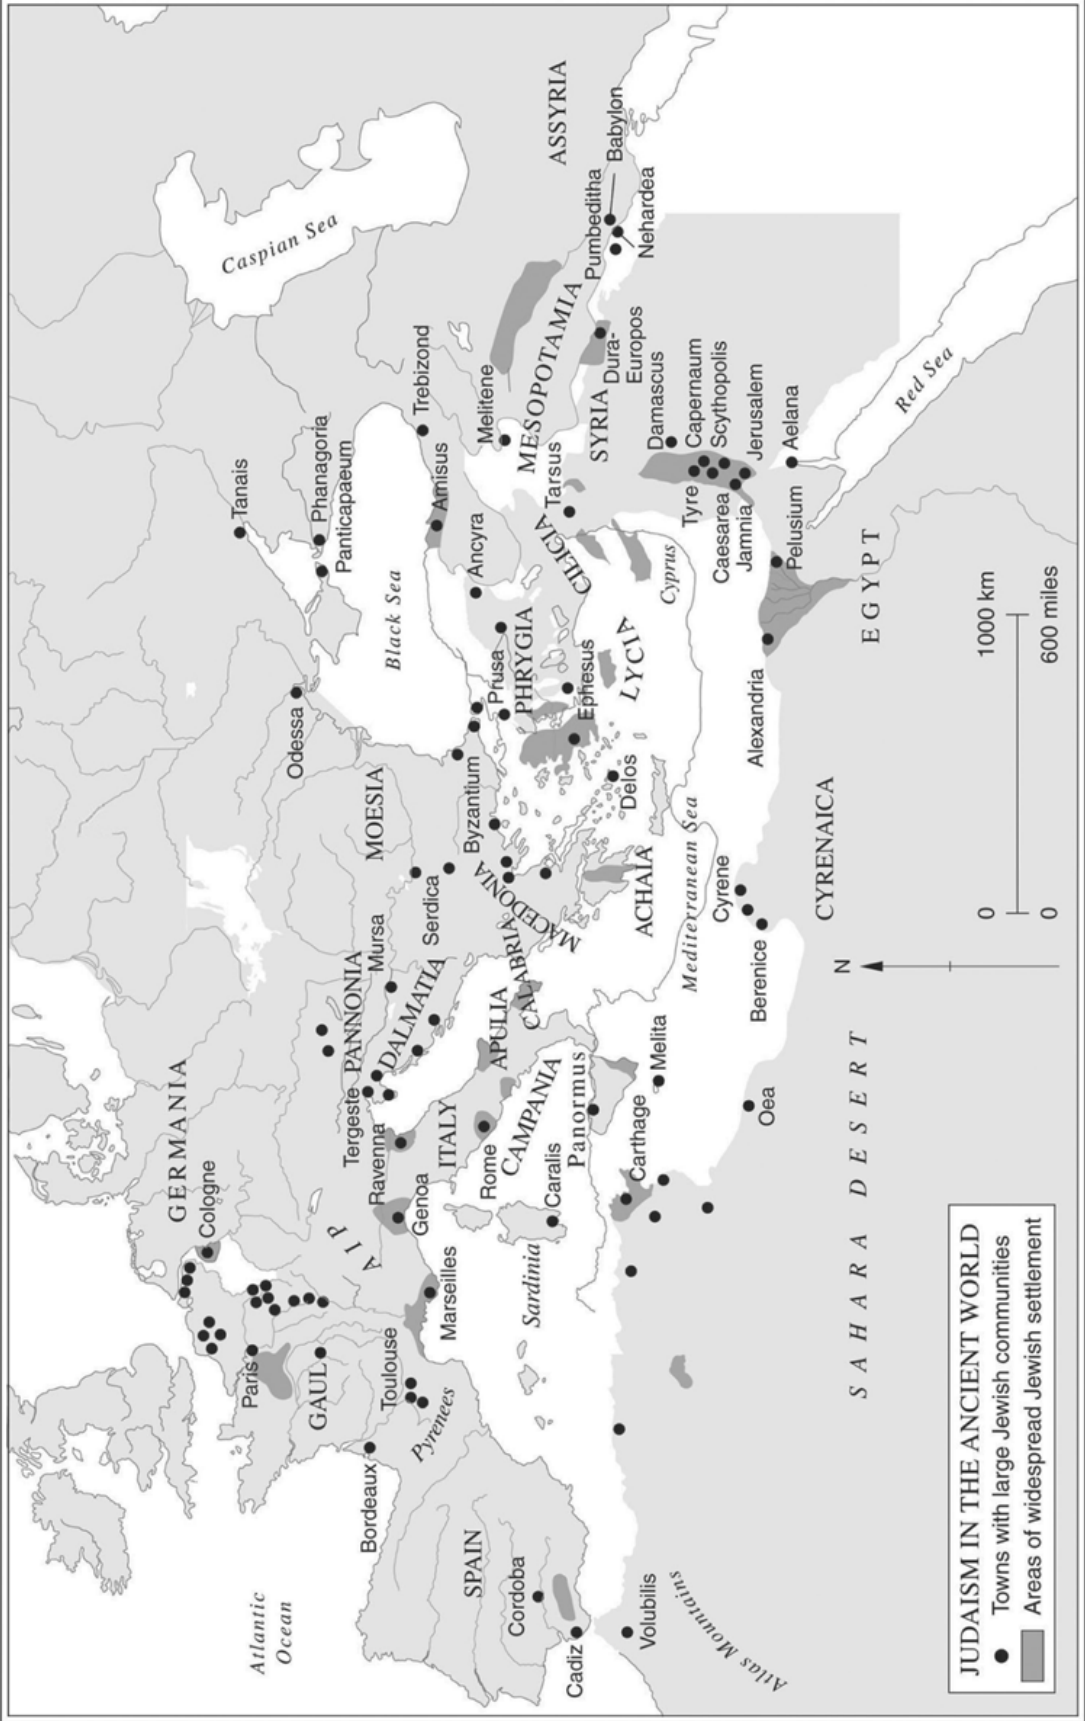 Atlantic
Ocean
GERMANIA
Cologne
Paris
GAUL
Bordeaux
Toulouse
Pyrenees
Marseilles
SPAIN
Cordoba
Cadiz
Volubilis
Atlas Mountains
ALP
Genoa
Ravenna
Tergeste
PANNONIA
Mursa
DALMATIA
ITALY
Rome
CAMPANIA
APULIA
CALABRIA
Sardinia
Caralis
Panormus
Carthage
Melita
Oea
MOESIA
Serdica
MACEDONIA
Byzantium
ACHAIA
Delos
Mediterranean Sea
Odessa
Tanais
Phanagoria
Panticapaeum
Black Sea
Caspian Sea
Trebizond
Amisus
Ancyra
Prusa
PHRYGIA
Ephesus
LYCIA
CILICIA
Tarsus
Melitene
MESOPOTAMIA
ASSYRIA
SYRIA
Dura-
Europos
Pumbeditha
Babylon
Nehardea
Cyprus
Damascus
Tyre
Capernaum
Scythopolis
Caesarea
Jerusalem
Jamnia
Aelana
Pelusium
Red Sea
EGYPT
Alexandria
Cyrene
Berenice
CYRENAICA
SAHARA DESERT
N
0
1000 km
0
600 miles
JUDAISM IN THE ANCIENT WORLD
Towns with large Jewish communities
Areas of widespread Jewish settlement